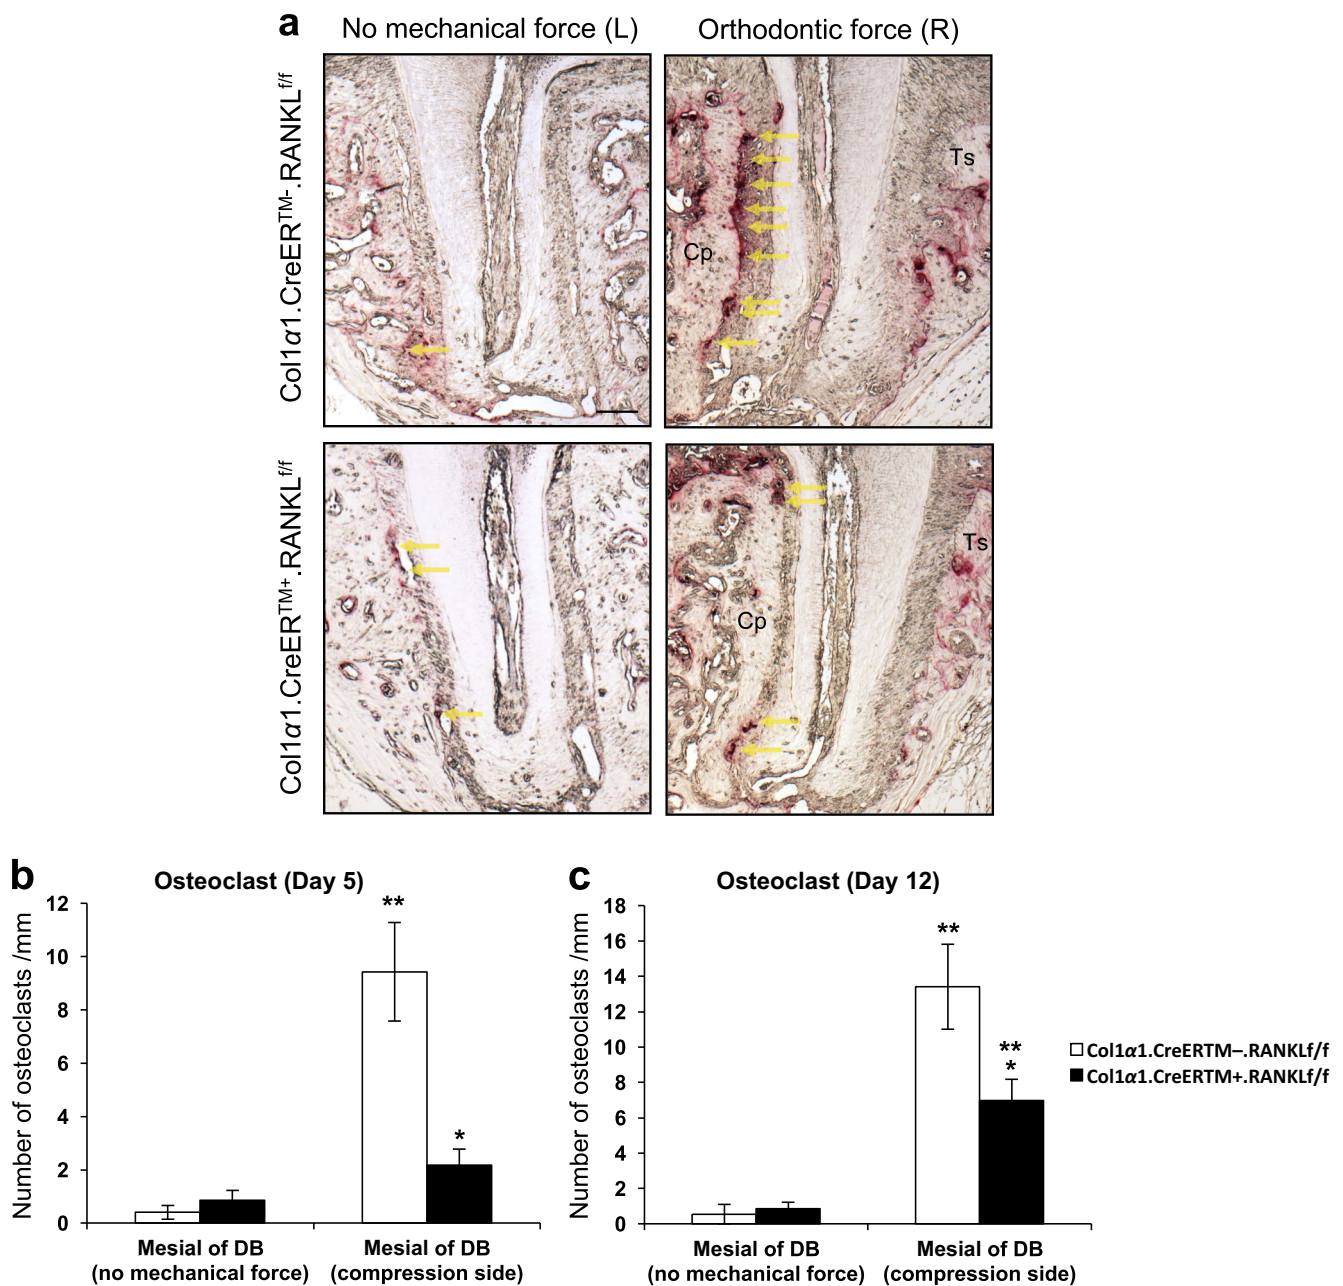 a
No mechanical force (L)
Orthodontic force (R)
Col1α1.CreERTM-.RANKLf/f
Cp
Ts
Col1α1.CreERTM+.RANKLf/f
Cp
Ts
b
Osteoclast (Day 5)
Number of osteoclasts /mm
12
10
8
6
4
2
0
**
*
Mesial of DB
(no mechanical force)
Mesial of DB
(compression side)
c
Osteoclast (Day 12)
Number of osteoclasts /mm
18
16
14
12
10
8
6
4
2
0
**
**
*
Mesial of DB
(no mechanical force)
Mesial of DB
(compression side)
Col1α1.CreERTM–.RANKLf/f
Col1α1.CreERTM+.RANKLf/f